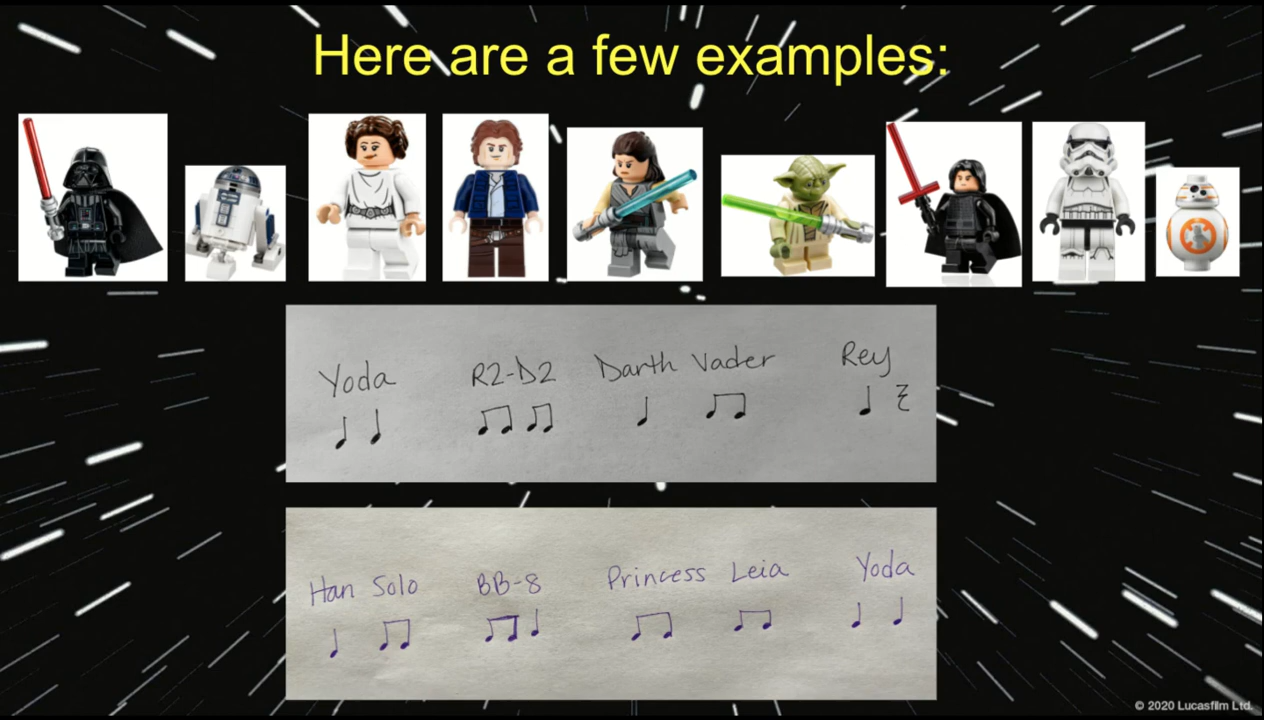 Here are a few examples:
Yoda R2-D2 Darth Vader Rey
Han Solo BB-8 Princess Leia Yoda
© 2020 Lucasfilm Ltd.